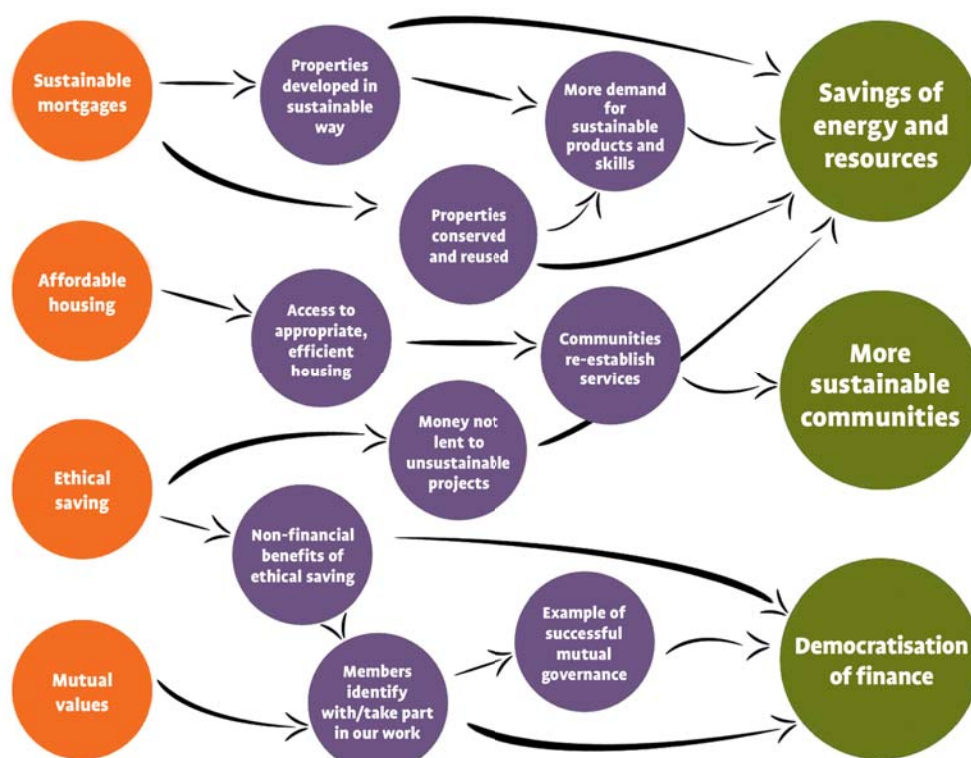 Sustainable
mortgages
Properties
developed in
sustainable
way
More demand
for
sustainable
products and
skills
Savings of
energy and
resources
Properties
conserved
and reused
Affordable
housing
Access to
appropriate,
efficient
housing
Communities
re-establish
services
More
sustainable
communities
Money not
lent to
unsustainable
projects
Ethical
saving
Non-financial
benefits of
ethical saving
Example of
successful
mutual
governance
Democratisation
of finance
Mutual
values
Members
identify
with/take part
in our work